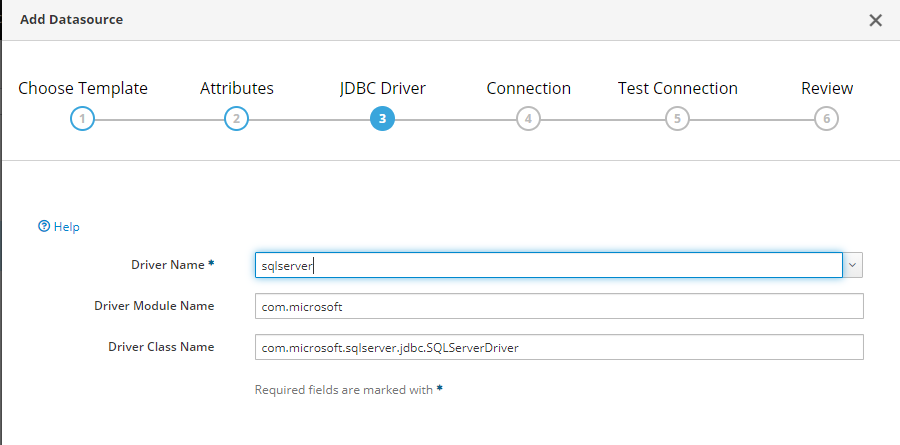 Add Datasource
Choose Template Attributes JDBC Driver Connection Test Connection Review
1 2 3 4 5 6
Help
Driver Name *
sqlserver
Driver Module Name
com.microsoft
Driver Class Name
com.microsoft.sqlserver.jdbc.SQLServerDriver
Required fields are marked with *